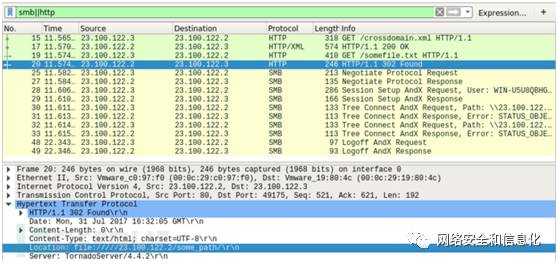 smb||http
Expression...
+
No. Time Source Destination Protocol Length Info
15 11.565... 23.100.122.2 23.100.122.3 HTTP 318 GET /crossdomain.xml HTTP/1.1
17 11.570... 23.100.122.3 23.100.122.2 HTTP/XML 574 HTTP/1.1 200 OK
19 11.574... 23.100.122.2 23.100.122.3 HTTP 410 GET /somefile.txt HTTP/1.1
20 11.574... 23.100.122.3 23.100.122.2 HTTP 246 HTTP/1.1 302 Found
25 11.582... 23.100.122.3 23.100.122.2 SMB 213 Negotiate Protocol Request
26 11.583... 23.100.122.2 23.100.122.3 SMB 135 Negotiate Protocol Response
28 11.606... 23.100.122.3 23.100.122.2 SMB 286 Session Setup AndX Request, User: WIN-U5U8QBHG...
29 11.611... 23.100.122.2 23.100.122.3 SMB 166 Session Setup AndX Response
30 11.613... 23.100.122.3 23.100.122.2 SMB 133 Tree Connect AndX Request, Path: \\23.100.122...
31 11.613... 23.100.122.2 23.100.122.3 SMB 113 Tree Connect AndX Response, Error: STATUS_OBJE...
32 11.614... 23.100.122.3 23.100.122.2 SMB 133 Tree Connect AndX Request, Path: \\23.100.122...
33 11.615... 23.100.122.2 23.100.122.3 SMB 113 Tree Connect AndX Response, Error: STATUS_OBJE...
48 22.343... 23.100.122.3 23.100.122.2 SMB 97 Logoff AndX Request
49 22.346... 23.100.122.2 23.100.122.3 SMB 93 Logoff AndX Response
Frame 20: 246 bytes on wire (1968 bits), 246 bytes captured (1968 bits) on interface 0
Ethernet II, Src: Vmware_c0:97:f0 (00:0c:29:c0:97:f0), Dst: Vmware_19:80:4c (00:0c:29:19:80:4c)
Internet Protocol Version 4, Src: 23.100.122.2, Dst: 23.100.122.3
Transmission Control Protocol, Src Port: 80, Dst Port: 49175, Seq: 521, Ack: 621, Len: 192
Hypertext Transfer Protocol
HTTP/1.1 302 Found\r\n
Date: Mon, 31 Jul 2017 16:32:05 GMT\r\n
Content-Length: 0\r\n
Content-Type: text/html; charset=UTF-8\r\n
Location: file://///23.100.122.2/some_path/\r\n
Server: TornadoServer/4.4.2\r\n
网络安全和信息化